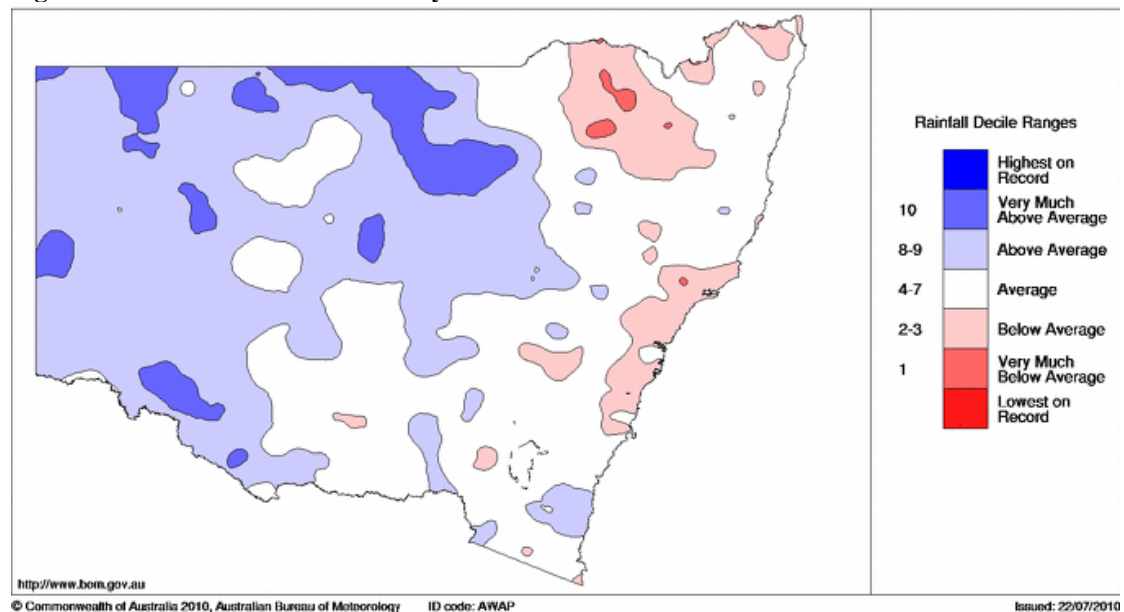 Rainfall Decile Ranges
Highest on
Record
10
Very Much
Above Average
8-9
Above Average
4-7
Average
2-3
Below Average
1
Very Much
Below Average
Lowest on
Record
http://www.bom.gov.au
© Commonwealth of Australia 2010, Australian Bureau of Meteorology
ID code: AWAP
Issued: 22/07/2010